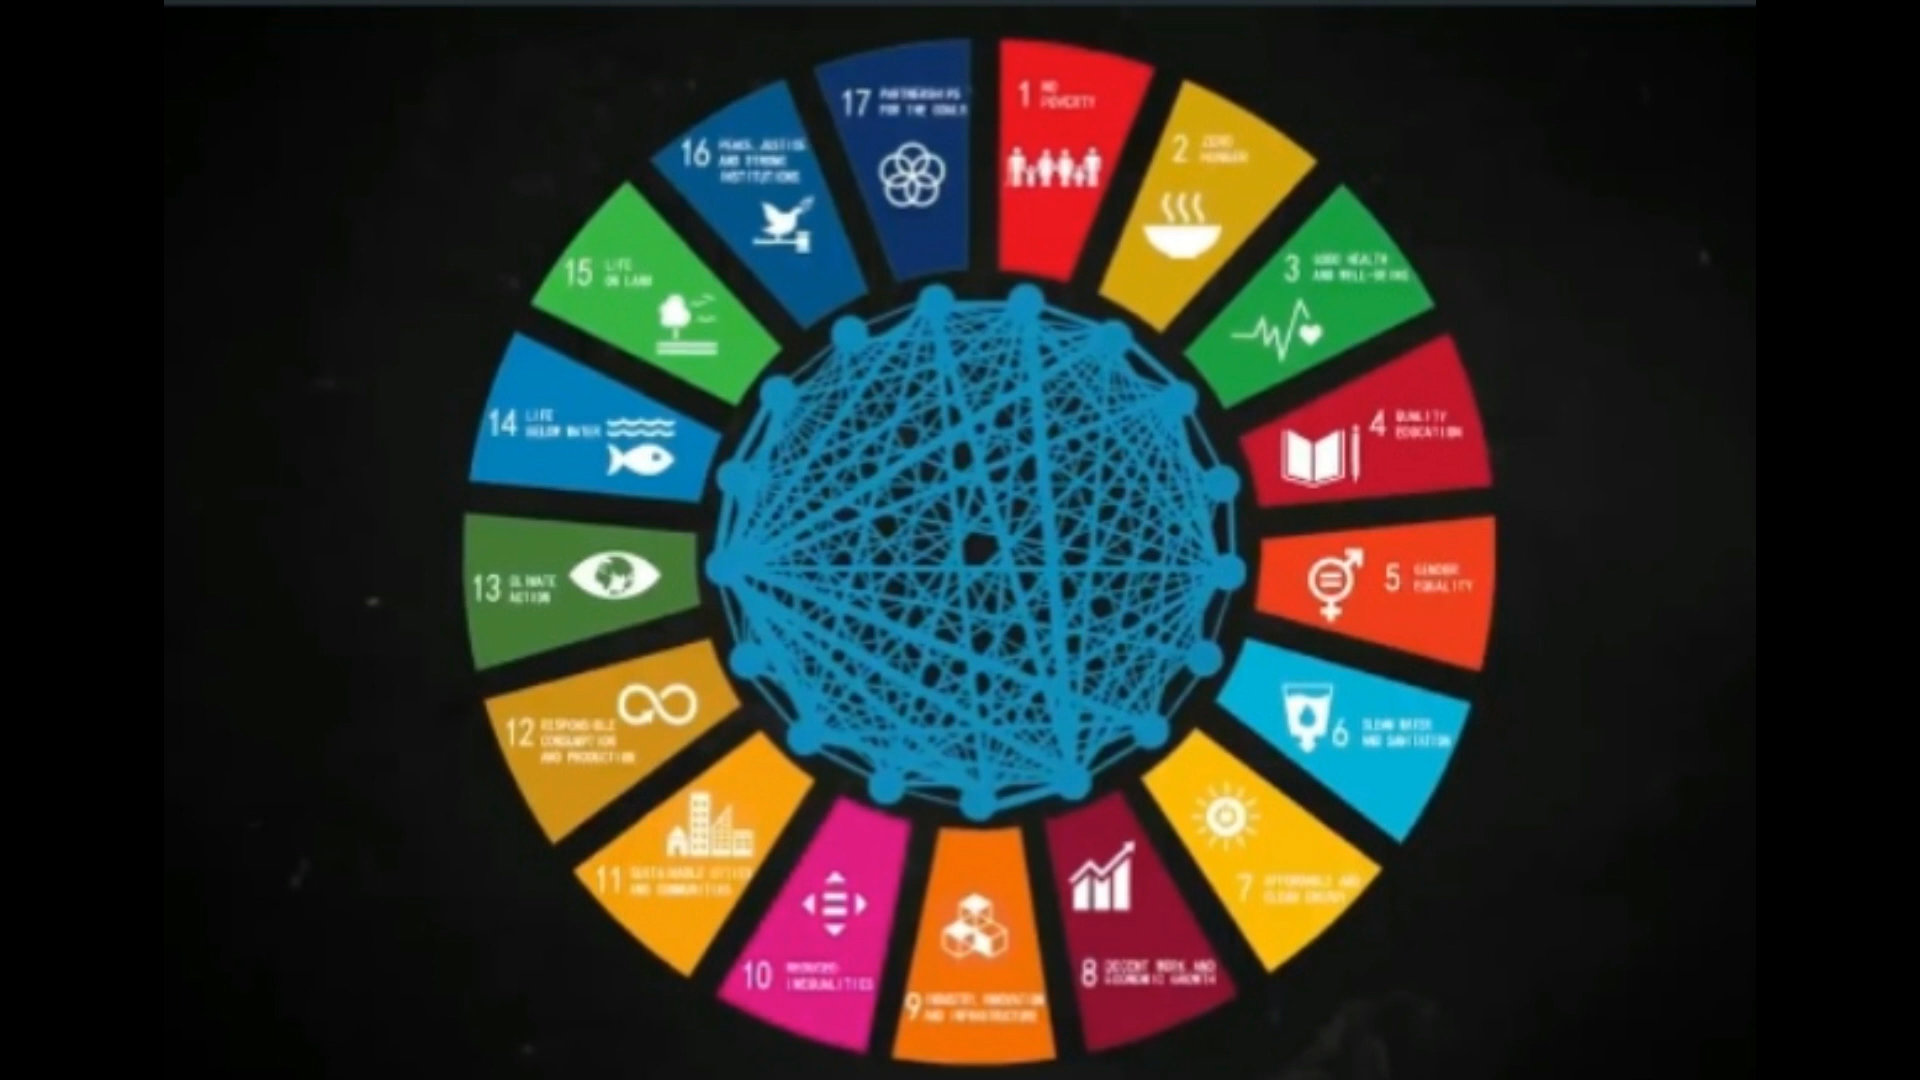 1 NO
POVERTY
2 ZERO
HUNGER
3 GOOD HEALTH
AND WELL-BEING
4 QUALITY
EDUCATION
5 GENDER
EQUALITY
6 CLEAN WATER
AND SANITATION
7 AFFORDABLE AND
CLEAN ENERGY
8 DECENT WORK AND
ECONOMIC GROWTH
9 INDUSTRY, INNOVATION
AND INFRASTRUCTURE
10 REDUCED
INEQUALITIES
11 SUSTAINABLE CITIES
AND COMMUNITIES
12 RESPONSIBLE
CONSUMPTION
AND PRODUCTION
13 CLIMATE
ACTION
14 LIFE
BELOW WATER
15 LIFE
ON LAND
16 PEACE, JUSTICE
AND STRONG
INSTITUTIONS
17 PARTNERSHIPS
FOR THE GOALS